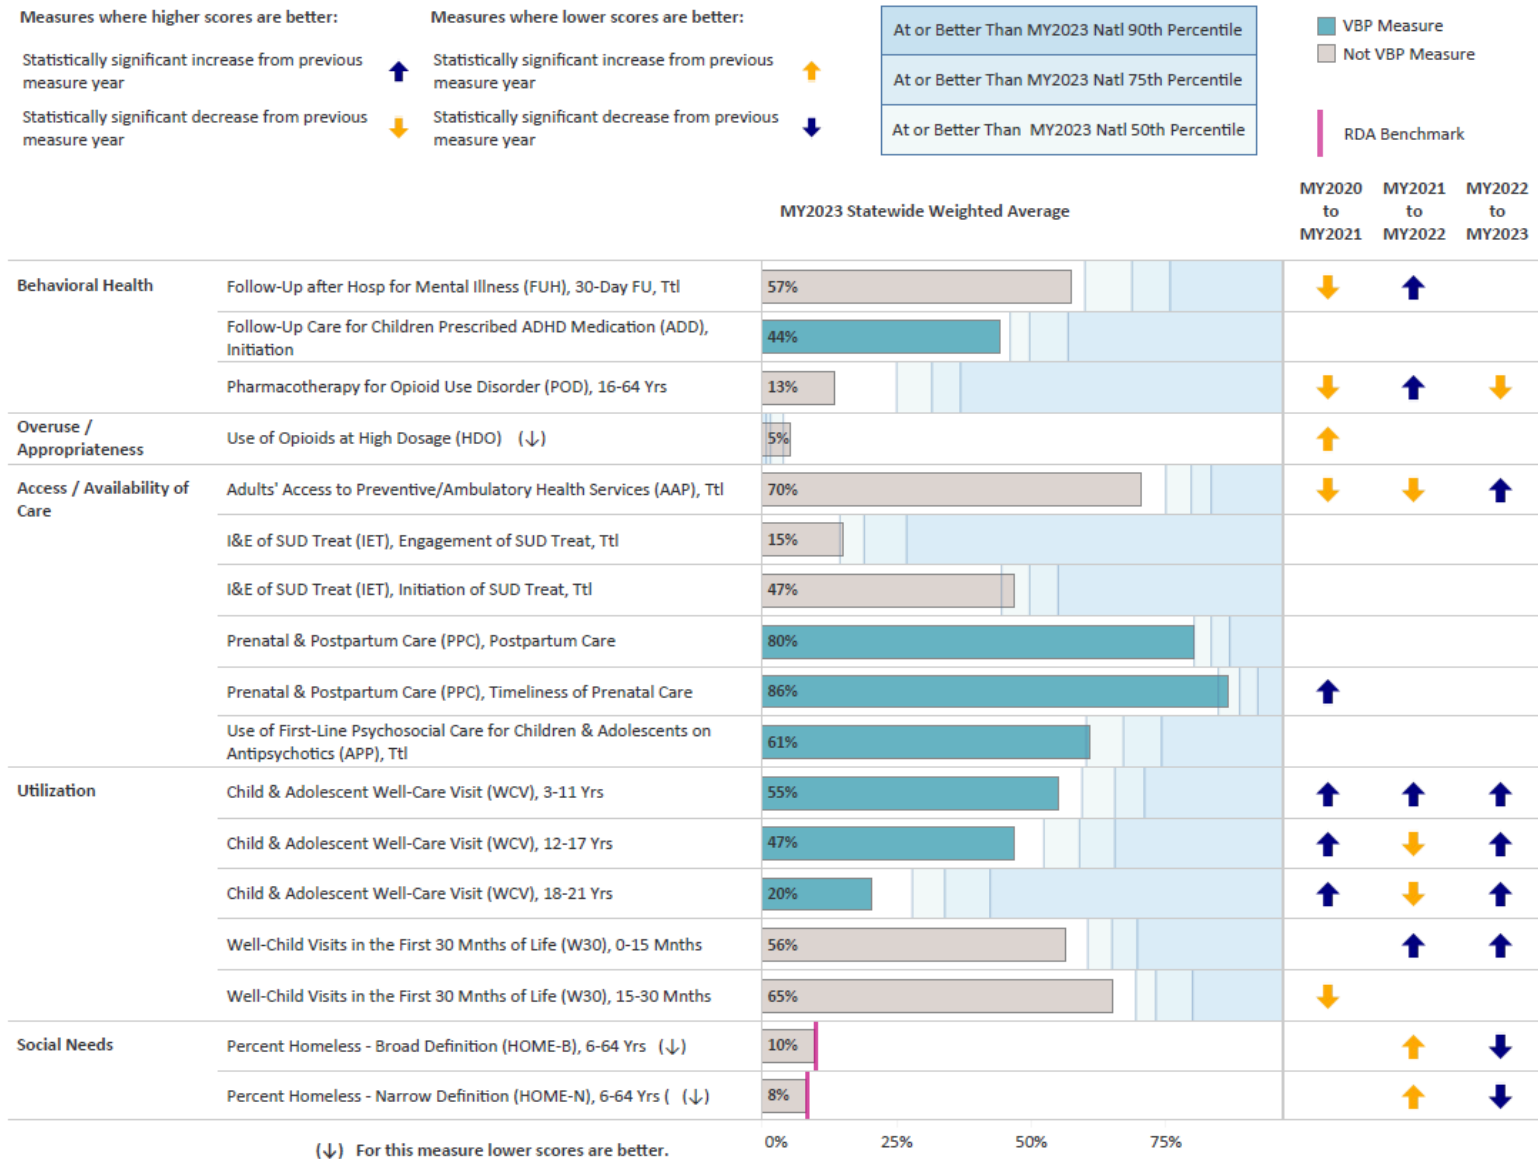 Measures where higher scores are better:
Statistically significant increase from previous
measure year
Statistically significant decrease from previous
measure year
Measures where lower scores are better:
Statistically significant increase from previous
measure year
Statistically significant decrease from previous
measure year
At or Better Than MY2023 Natl 90th Percentile
At or Better Than MY2023 Natl 75th Percentile
At or Better Than MY2023 Natl 50th Percentile
VBP Measure
Not VBP Measure
RDA Benchmark
MY2023 Statewide Weighted Average
MY2020
to
MY2021
MY2021
to
MY2022
MY2022
to
MY2023
Behavioral Health
Follow-Up after Hosp for Mental Illness (FUH), 30-Day FU, Ttl
57%
Follow-Up Care for Children Prescribed ADHD Medication (ADD),
Initiation
44%
Pharmacotherapy for Opioid Use Disorder (POD), 16-64 Yrs
13%
Overuse /
Appropriateness
Use of Opioids at High Dosage (HDO) (↓)
5%
Access / Availability of
Care
Adults' Access to Preventive/Ambulatory Health Services (AAP), Ttl
70%
I&E of SUD Treat (IET), Engagement of SUD Treat, Ttl
15%
I&E of SUD Treat (IET), Initiation of SUD Treat, Ttl
47%
Prenatal & Postpartum Care (PPC), Postpartum Care
80%
Prenatal & Postpartum Care (PPC), Timeliness of Prenatal Care
86%
Use of First-Line Psychosocial Care for Children & Adolescents on
Antipsychotics (APP), Ttl
61%
Utilization
Child & Adolescent Well-Care Visit (WCV), 3-11 Yrs
55%
Child & Adolescent Well-Care Visit (WCV), 12-17 Yrs
47%
Child & Adolescent Well-Care Visit (WCV), 18-21 Yrs
20%
Well-Child Visits in the First 30 Mnths of Life (W30), 0-15 Mnths
56%
Well-Child Visits in the First 30 Mnths of Life (W30), 15-30 Mnths
65%
Social Needs
Percent Homeless - Broad Definition (HOME-B), 6-64 Yrs (↓)
10%
Percent Homeless - Narrow Definition (HOME-N), 6-64 Yrs ( (↓)
8%
0%
25%
50%
75%
(↓) For this measure lower scores are better.